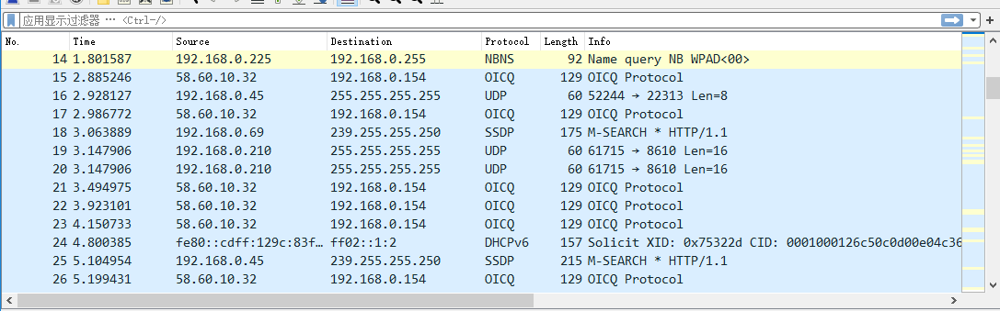 应用显示过滤器 … <Ctrl-/>
No. Time Source Destination Protocol Length Info
14 1.801587 192.168.0.225 192.168.0.255 NBNS 92 Name query NB WPAD<00>
15 2.885246 58.60.10.32 192.168.0.154 OICQ 129 OICQ Protocol
16 2.928127 192.168.0.45 255.255.255.255 UDP 60 52244 → 22313 Len=8
17 2.986772 58.60.10.32 192.168.0.154 OICQ 129 OICQ Protocol
18 3.063889 192.168.0.69 239.255.255.250 SSDP 175 M-SEARCH * HTTP/1.1
19 3.147906 192.168.0.210 255.255.255.255 UDP 60 61715 → 8610 Len=16
20 3.147906 192.168.0.210 255.255.255.255 UDP 60 61715 → 8610 Len=16
21 3.494975 58.60.10.32 192.168.0.154 OICQ 129 OICQ Protocol
22 3.923101 58.60.10.32 192.168.0.154 OICQ 129 OICQ Protocol
23 4.150733 58.60.10.32 192.168.0.154 OICQ 129 OICQ Protocol
24 4.800385 fe80::cdff:129c:83f… ff02::1:2 DHCPv6 157 Solicit XID: 0x75322d CID: 0001000126c50c0d00e04c36
25 5.104954 192.168.0.45 239.255.255.250 SSDP 215 M-SEARCH * HTTP/1.1
26 5.199431 58.60.10.32 192.168.0.154 OICQ 129 OICQ Protocol